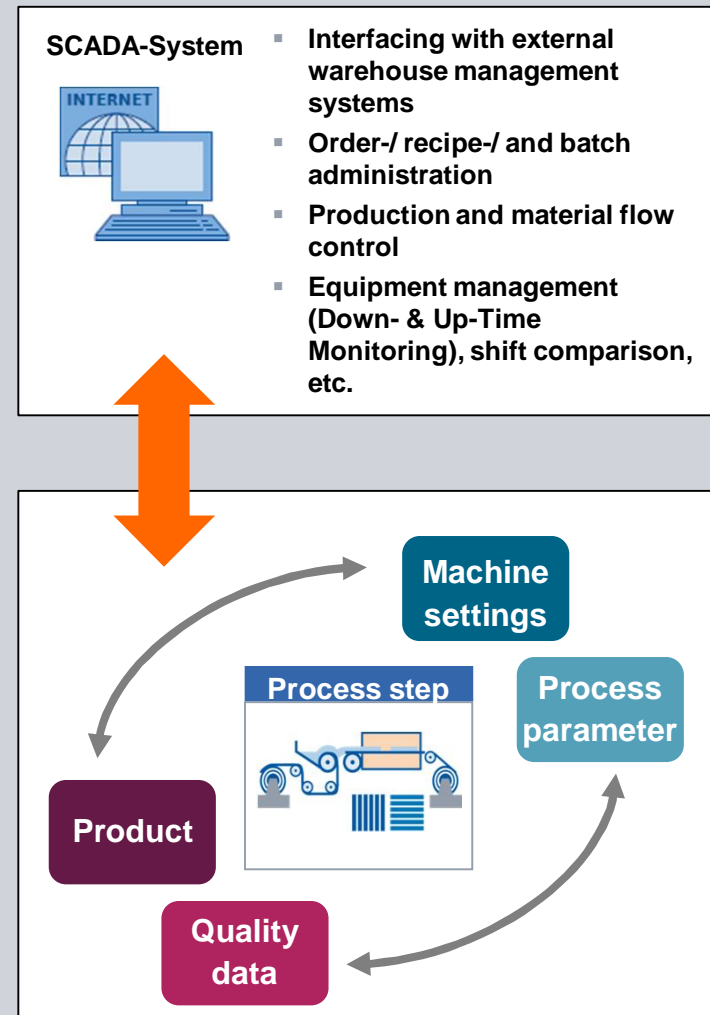 SCADA-System
INTERNET
Interfacing with external
warehouse management
systems
Order-/ recipe-/ and batch
administration
Production and material flow
control
Equipment management
(Down- & Up-Time
Monitoring), shift comparison,
etc.
Machine
settings
Process step
Process
parameter
Product
Quality
data